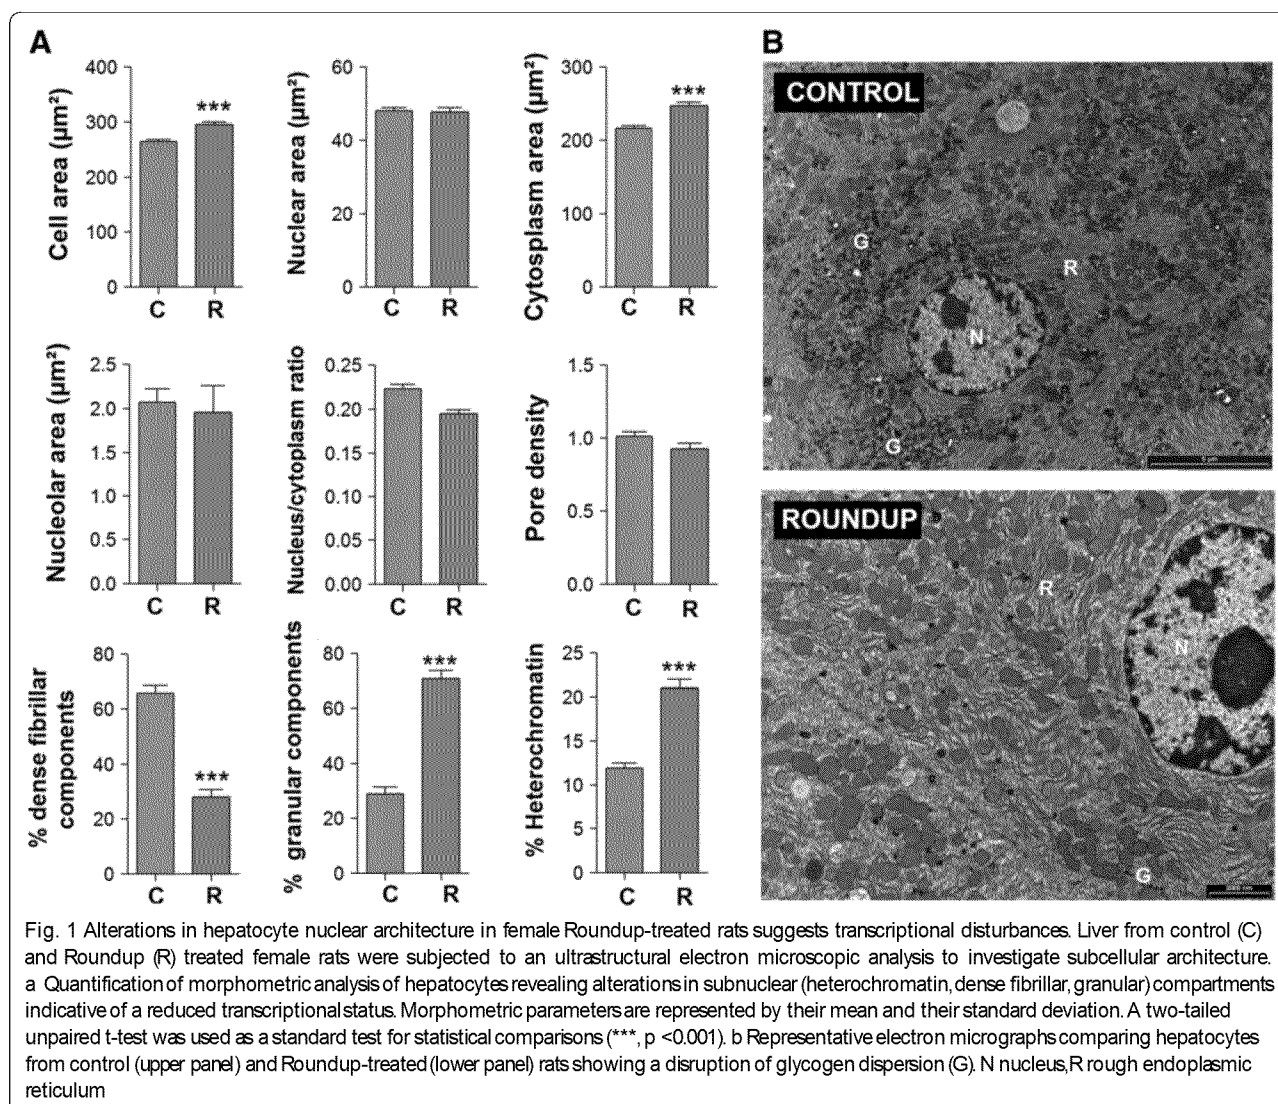 A
B
Cell area (µm²)
400
300
200
100
0
***
C
R
Nuclear area (µm²)
60
40
20
0
C
R
Cytosplasm area (µm²)
300
200
100
0
***
C
R
Nucleolar area (µm²)
2.5
2.0
1.5
1.0
0.5
0.0
C
R
Nucleus/cytoplasm ratio
0.25
0.20
0.15
0.10
0.05
0.00
C
R
Pore density
1.5
1.0
0.5
0.0
C
R
% dense fibrillar
components
80
60
40
20
0
***
C
R
% granular components
80
60
40
20
0
***
C
R
% Heterochromatin
25
20
15
10
5
0
***
C
R
CONTROL
G
R
N
G
ROUNDUP
R
N
G
Fig. 1 Alterations in hepatocyte nuclear architecture in female Roundup-treated rats suggests transcriptional disturbances. Liver from control (C)
and Roundup (R) treated female rats were subjected to an ultrastructural electron microscopic analysis to investigate subcellular architecture.
a Quantification of morphometric analysis of hepatocytes revealing alterations in subnuclear (heterochromatin, dense fibrillar, granular) compartments
indicative of a reduced transcriptional status. Morphometric parameters are represented by their mean and their standard deviation. A two-tailed
unpaired t-test was used as a standard test for statistical comparisons (***, p <0.001). b Representative electron micrographs comparing hepatocytes
from control (upper panel) and Roundup-treated (lower panel) rats showing a disruption of glycogen dispersion (G). N nucleus, R rough endoplasmic
reticulum